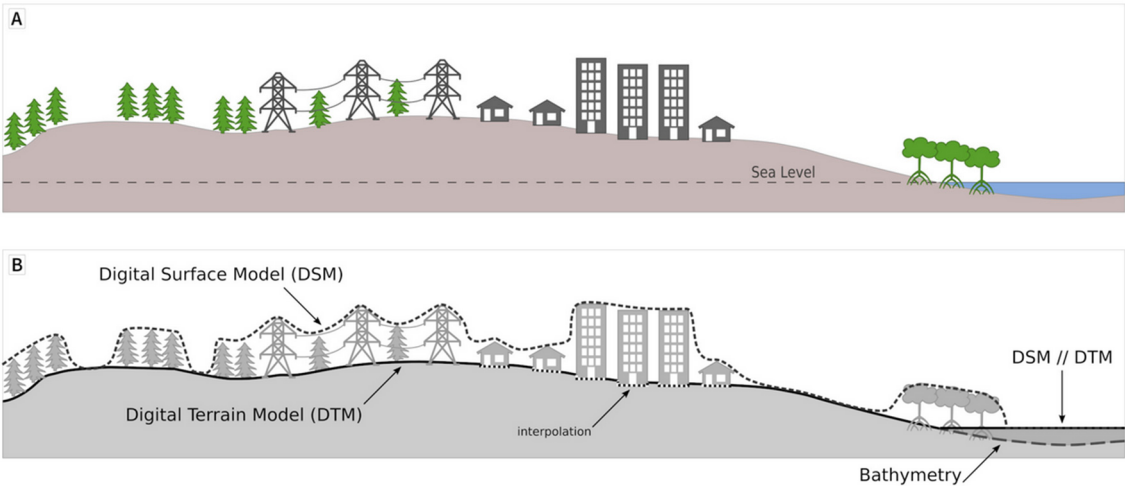 A
Sea Level
B
Digital Surface Model (DSM)
DSM // DTM
Digital Terrain Model (DTM)
interpolation
Bathymetry